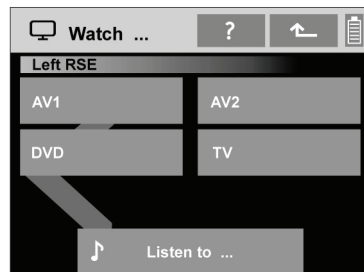 Watch ...
?
Left RSE
AV1
AV2
DVD
TV
Listen to ...